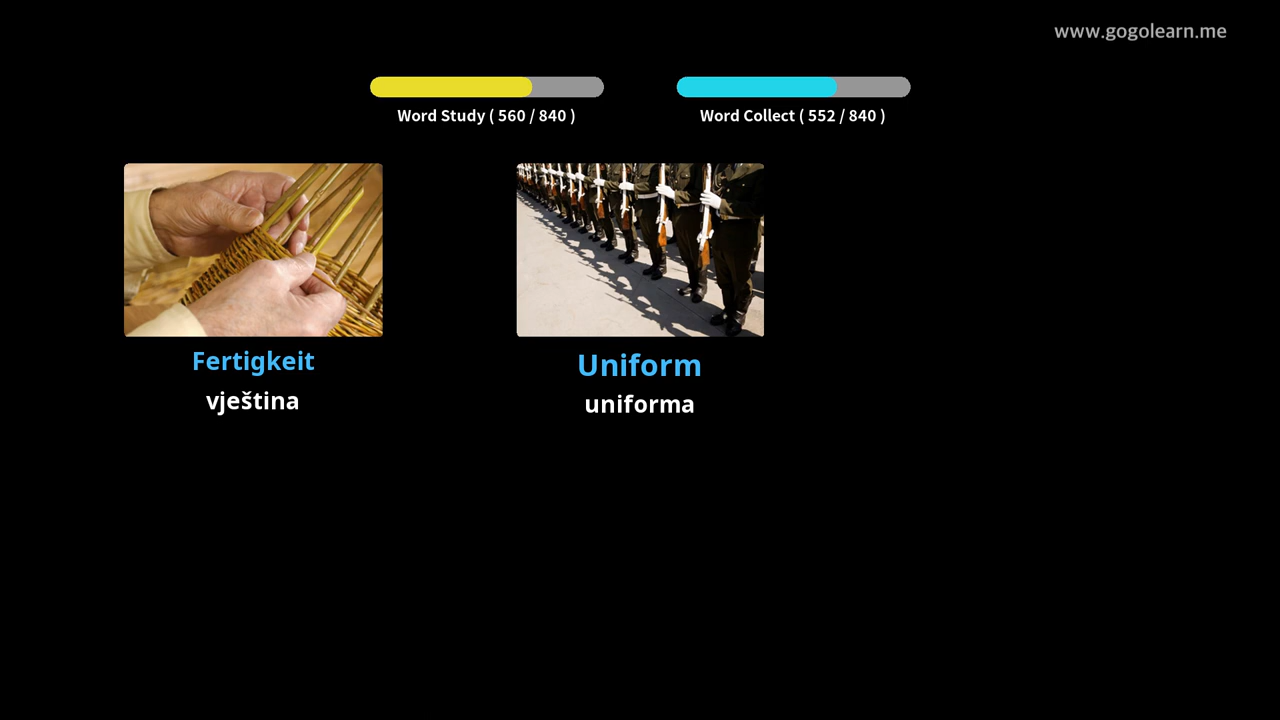 www.gogolearn.me
Word Study ( 560 / 840 )
Word Collect ( 552 / 840 )
Fertigkeit
vještina
Uniform
uniforma